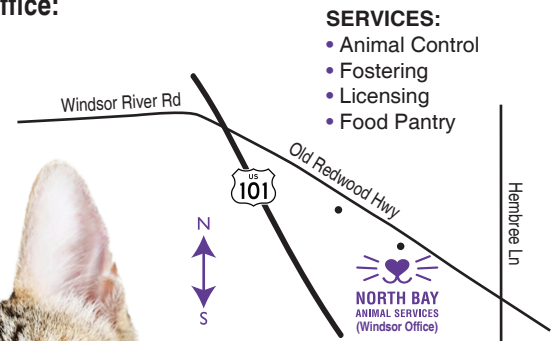 ffice:
SERVICES:
• Animal Control
• Fostering
• Licensing
• Food Pantry
Windsor River Rd
Old Redwood Hwy
US
101
Hembree Ln
N
S
NORTH BAY
ANIMAL SERVICES
(Windsor Office)